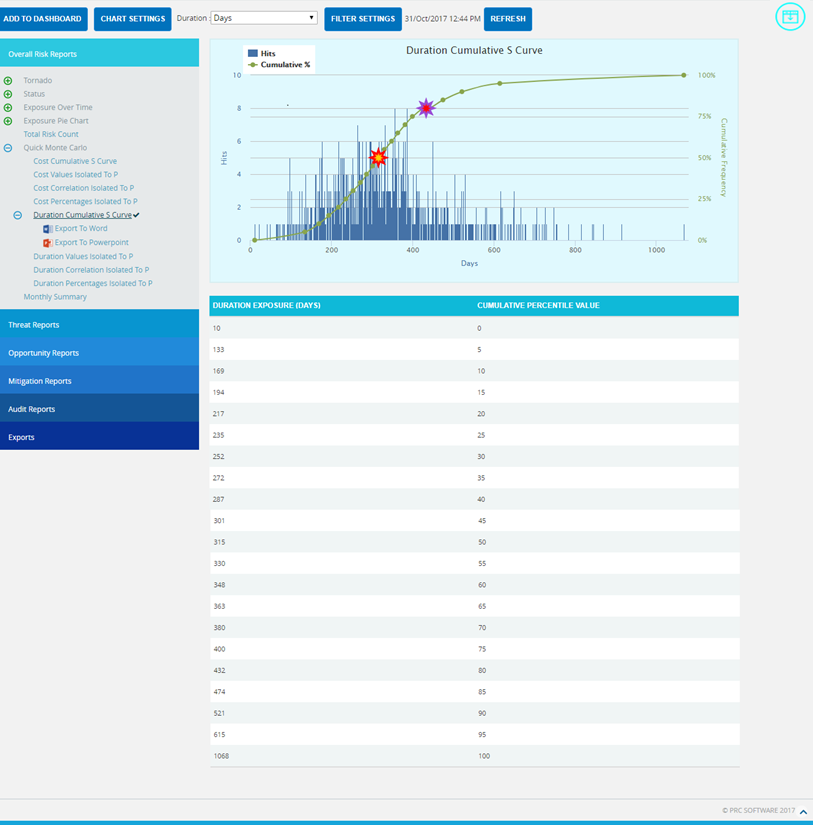 ADD TO DASHBOARD CHART SETTINGS Duration : Days FILTER SETTINGS 31/Oct/2017 12:44 PM REFRESH
Overall Risk Reports
Tornado
Status
Exposure Over Time
Exposure Pie Chart
Total Risk Count
Quick Monte Carlo
Cost Cumulative S Curve
Cost Values Isolated To P
Cost Correlation Isolated To P
Cost Percentages Isolated To P
Duration Cumulative S Curve
Export To Word
Export To Powerpoint
Duration Values Isolated To P
Duration Correlation Isolated To P
Duration Percentages Isolated To P
Monthly Summary
Threat Reports
Opportunity Reports
Mitigation Reports
Audit Reports
Exports
Duration Cumulative S Curve
Hits
Cumulative %
10 100%
8
75%
6
50%
4
25%
2
0 0%
Hits
Cumulative Frequency
0 200 400 600 800 1000
Days
DURATION EXPOSURE (DAYS) CUMULATIVE PERCENTILE VALUE
10 0
133 5
169 10
194 15
217 20
235 25
252 30
272 35
287 40
301 45
315 50
330 55
348 60
363 65
380 70
400 75
432 80
474 85
521 90
615 95
1068 100
© PRC SOFTWARE 2017